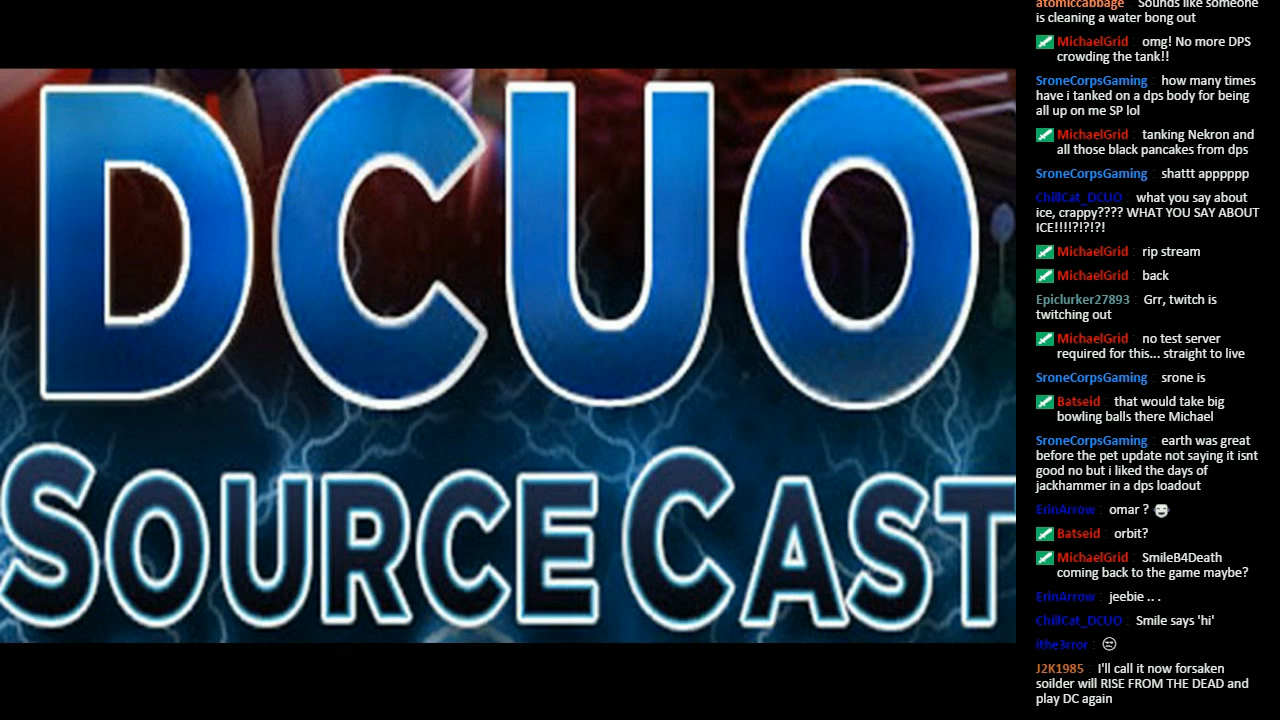 DCUO
SOURCE CAST
atomiccabbage : Sounds like someone
is cleaning a water bong out
MichaelGrid : omg! No more DPS
crowding the tank!!
SroneCorpsGaming : how many times
have i tanked on a dps body for being
all up on me SP lol
MichaelGrid : tanking Nekron and
all those black pancakes from dps
SroneCorpsGaming : shattt apppppp
ChillCat_DCUO : what you say about
ice, crappy???? WHAT YOU SAY ABOUT
ICE!!!!?!?!?!
MichaelGrid : rip stream
MichaelGrid : back
Epiclurker27893 : Grr, twitch is
twitching out
MichaelGrid : no test server
required for this... straight to live
SroneCorpsGaming : srone is
Batseid : that would take big
bowling balls there Michael
SroneCorpsGaming : earth was great
before the pet update not saying it isnt
good no but i liked the days of
jackhammer in a dps loadout
ErinArrow : omar ?
Batseid : orbit?
MichaelGrid : SmileB4Death
coming back to the game maybe?
ErinArrow : jeebie .. .
ChillCat_DCUO : Smile says 'hi'
ithe3rror :
J2K1985 : I'll call it now forsaken
soilder will RISE FROM THE DEAD and
play DC again